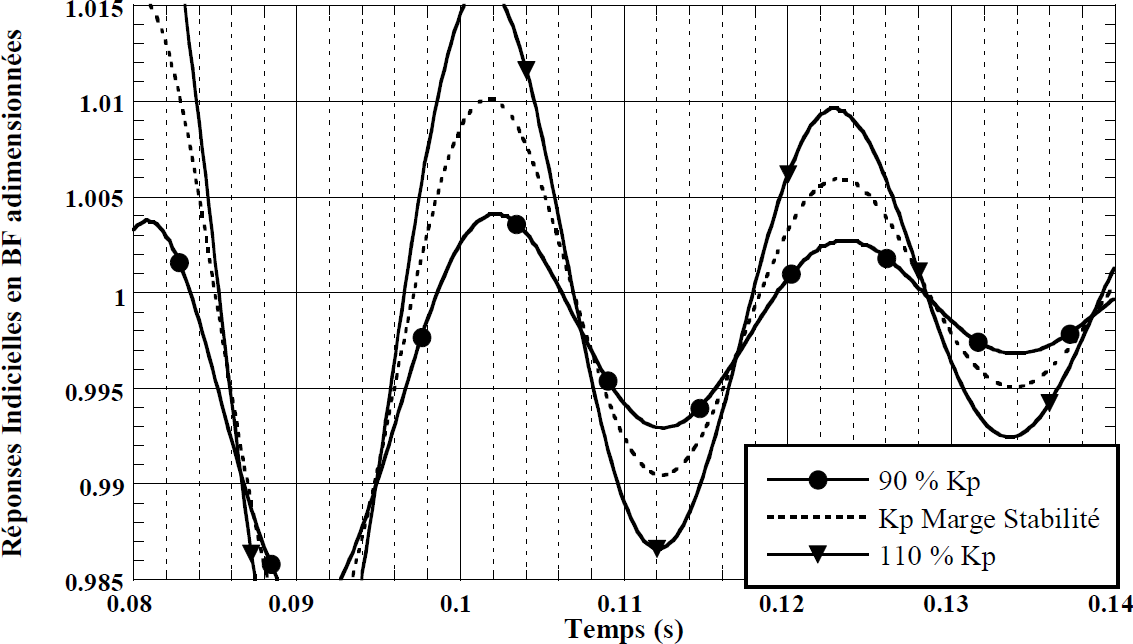 Réponses Indicielles en BF adimensionnées
1.015
1.01
1.005
1
0.995
0.99
0.985
0.08
0.09
0.1
0.11
0.12
0.13
0.14
Temps (s)
90 % Kp
Kp Marge Stabilité
110 % Kp